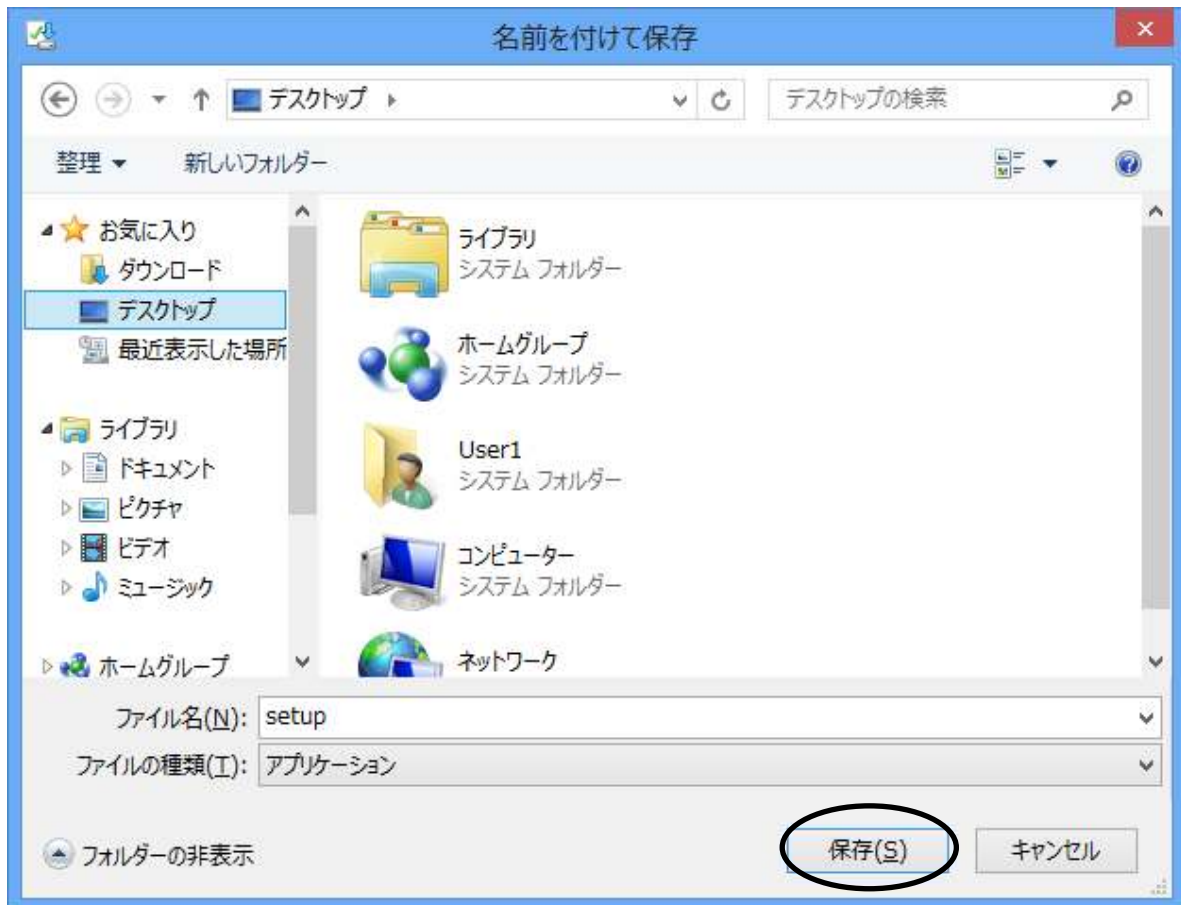 名前を付けて保存
デスクトップ
デスクトップの検索
整理
新しいフォルダー
お気に入り
ダウンロード
デスクトップ
最近表示した場所
ライブラリ
ドキュメント
ピクチャ
ビデオ
ミュージック
ホームグループ
ライブラリ
システム フォルダー
ホームグループ
システム フォルダー
User1
システム フォルダー
コンピューター
システム フォルダー
ネットワーク
ファイル名(N): setup
ファイルの種類(T): アプリケーション
フォルダーの非表示
保存(S)
キャンセル